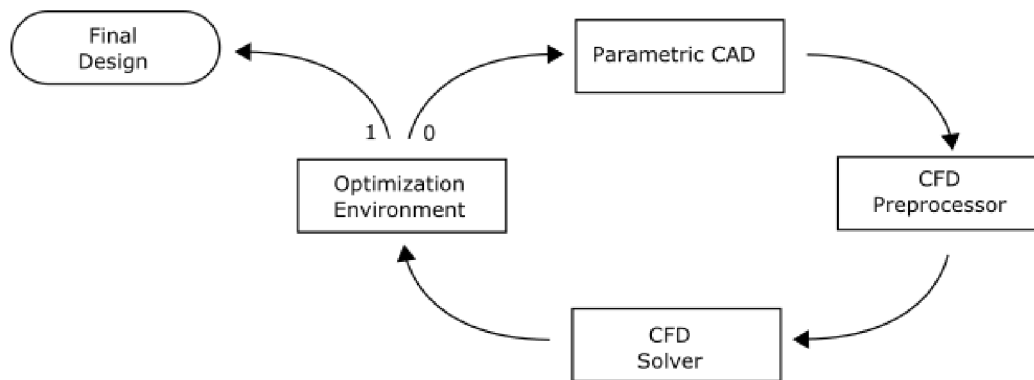 Final
Design
Parametric CAD
1
0
Optimization
Environment
CFD
Preprocessor
CFD
Solver